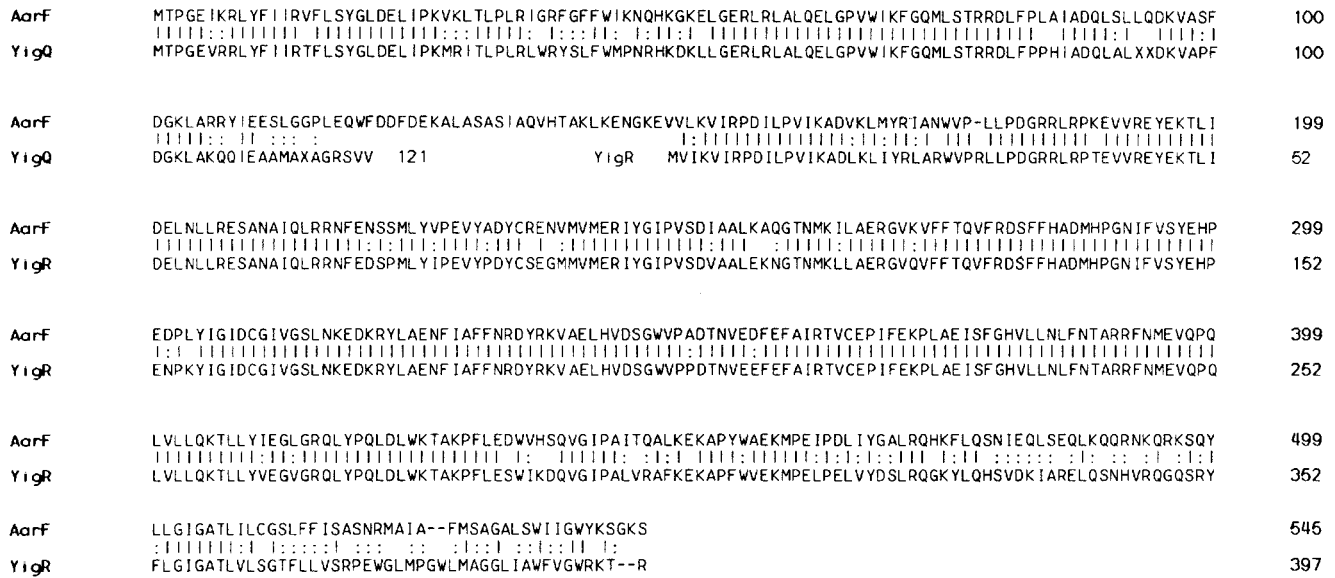 AarF MTPGEIKRLYFIIRVFLSYGLDELIPKVKLTLPLRIGRFGFFWIKNQHKGKELGERLRLALQELGPVWIKFGQMLSTRRDLFPLAIADQLSLLQDKVASF 100
YigQ MTPGEVRRLYFIIRTFLSYGLDELIPKMRITLPLRLWRYSLFWMPNRHKDKLLGERLRLALQELGPVWIKFGQMLSTRRDLFPPHIADQLALXXDKVAPF 100
AarF DGKLARRYIEESLGGPLEQWFDDFDEKALASASIAQVHTAKLKENGKEVVLKVIRPDILPVIKADVKLMYRIANWVP-LLPDGRRLRPKEVVREYEKTLI 199
YigQ DGKLAKQQIEAAMAXAGRSVV 121 YigR MVIKVIRPDILPVIKADLKLIYRLARWVPRLLPDGRRLRPTEVVREYEKTLI 52
AarF DELNLLRESANAIQLRRNFENSSMLYVPEVYADYCRENVMVMERIYGIPVSDIAALKAQGTNMKILAERGVKVFFTQVFRDSFFHADMHPGNIFVSYEHP 299
YigR DELNLLRESANAIQLRRNFEDSPMLYIPEVYPDYCSEGMMVMERIYGIPVSDVAALEKNGTNMKLLAERGVQVFFTQVFRDSFFHADMHPGNIFVSYEHP 152
AarF EDPLYIGIDCGIVGSLNKEDKRYLAENFIAFFNRDYRKVAELHVDSGWVPADTNVEDFEFAIRTVCEPIFEKPLAEISFGHVLLNLFNTARRFNMEVQPQ 399
YigR ENPKYIGIDCGIVGSLNKEDKRYLAENFIAFFNRDYRKVAELHVDSGWVPPDTNVEEFEFAIRTVCEPIFEKPLAEISFGHVLLNLFNTARRFNMEVQPQ 252
AarF LVLLQKTLLYIEGLGRQLYPQLDLWKTAKPFLEDWVHSQVGIPAITQALKEKAPYWAEKMPEIPDLIYGALRQHKFLQSNIEQLSEQLKQQRNKQRKSQY 499
YigR LVLLQKTLLYVEGVGRQLYPQLDLWKTAKPFLESWIKDQVGIPALVRAFKEKAPFWVEKMPELPELVYDSLRQGKYLQHSVDKIARELQSNHVRQGQSRY 352
AarF LLGIGATLILCGSLFFISASNRMAIA--FMSAGALSWIIGWYKSGKS 545
YigR FLGIGATLVLSGTFLLVSRPEWGLMPGWLMAGGLIAWFVGWRKT--R 397